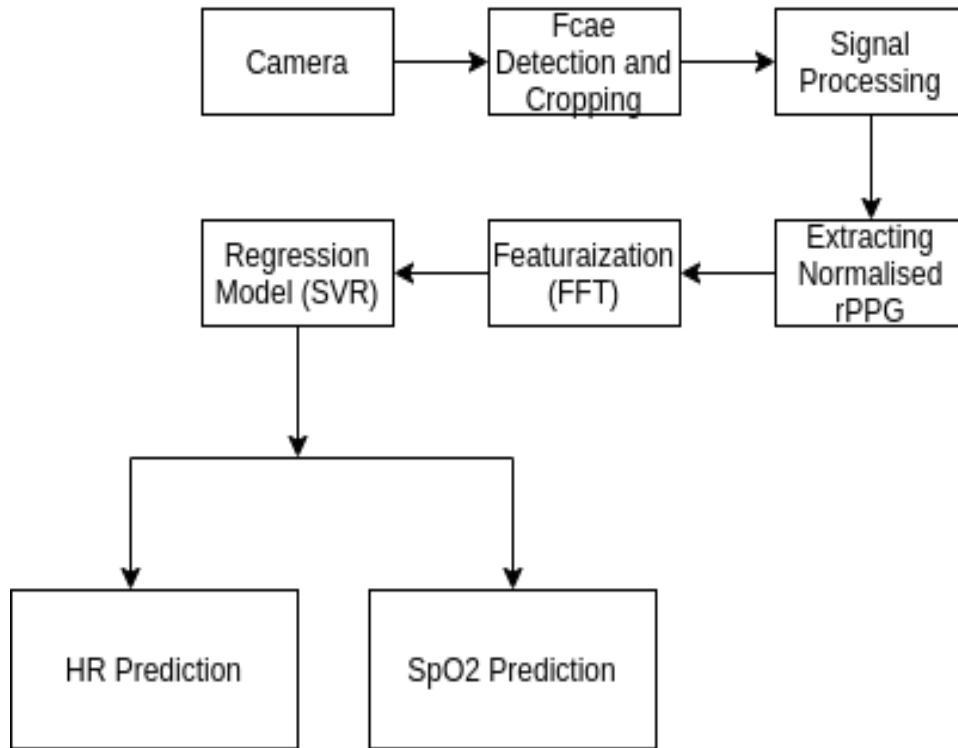 Camera
Fcae
Detection and
Cropping
Signal
Processing
Extracting
Normalised
rPPG
Featuraization
(FFT)
Regression
Model (SVR)
HR Prediction
SpO2 Prediction